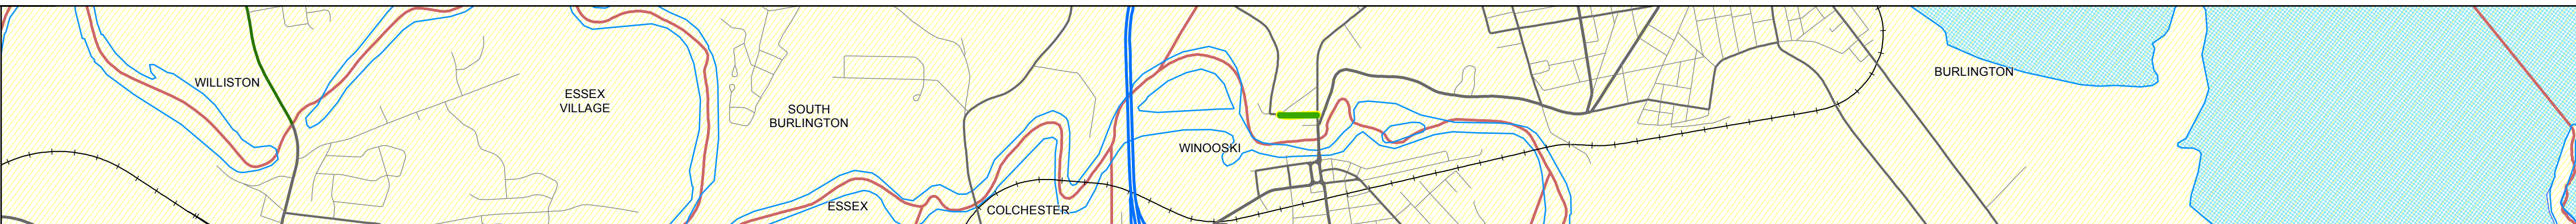 WILLISTON
ESSEX
VILLAGE
SOUTH
BURLINGTON
ESSEX
COLCHESTER
WINOOSKI
BURLINGTON